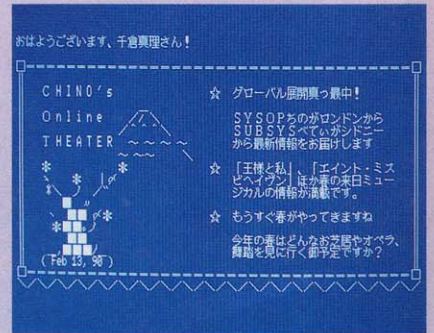 おはようございます、千倉真理さん！
CHINO's
Online
THEATER
☆ グローバル展開真っ最中！
SYSOPちのがロンドンから
SUBSYSべてぃがシドニー
から最新情報をお届けします
☆ 「王様と私」、「エイント・ミス
ビヘイヴン」ほか春の来日ミュー
ジカルの情報が満載です。
☆ もうすぐ春がやってきますね
今年の春はどんなお芝居やオペラ、
舞踏を見に行く御予定ですか？
( Feb 13, 90 )